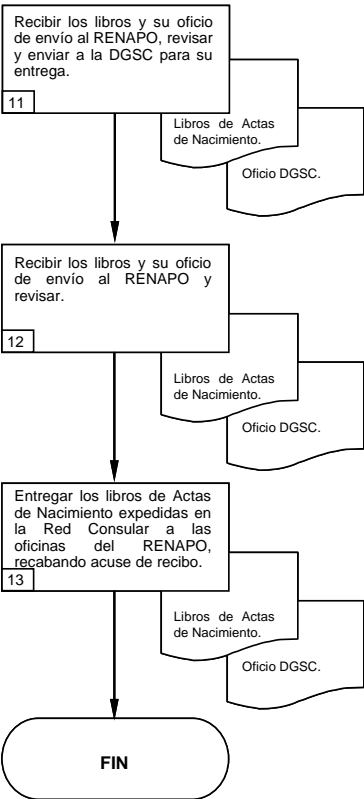 Recibir los libros y su oficio
de envío al RENAPO, revisar
y enviar a la DGSC para su
entrega.
11
Libros de Actas
de Nacimiento.
Oficio DGSC.
Recibir los libros y su oficio
de envío al RENAPO y
revisar.
12
Libros de Actas
de Nacimiento.
Oficio DGSC.
Entregar los libros de Actas
de Nacimiento expedidas en
la Red Consular a las
oficinas del RENAPO,
recabando acuse de recibo.
13
Libros de Actas
de Nacimiento.
Oficio DGSC.
FIN